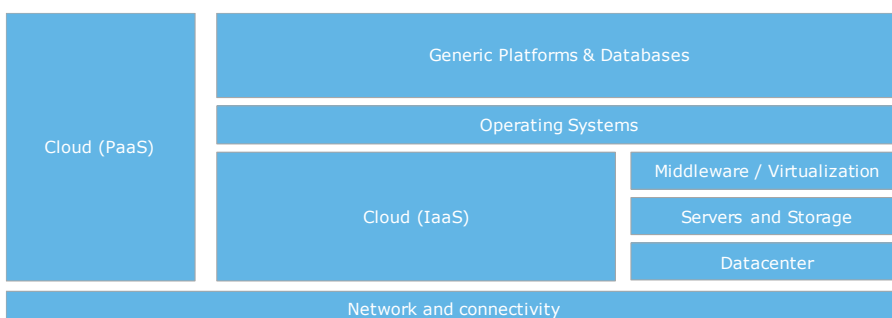 Generic Platforms & Databases
Operating Systems
Cloud (PaaS)
Middleware / Virtualization
Cloud (IaaS)
Servers and Storage
Datacenter
Network and connectivity